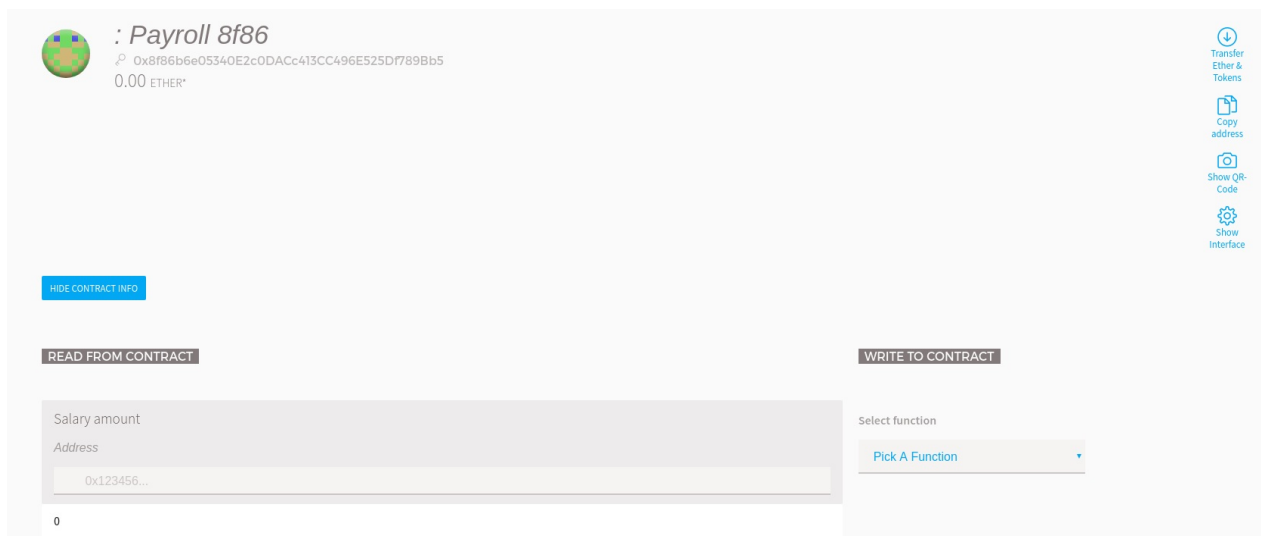 : Payroll 8f86
0x8f86b6e05340E2c0DACc413CC496E525Df789Bb5
0.00 ETHER*
Transfer
Ether &
Tokens
Copy
address
Show QR-
Code
Show
Interface
HIDE CONTRACT INFO
READ FROM CONTRACT
Salary amount
Address
0x123456...
0
WRITE TO CONTRACT
Select function
Pick A Function